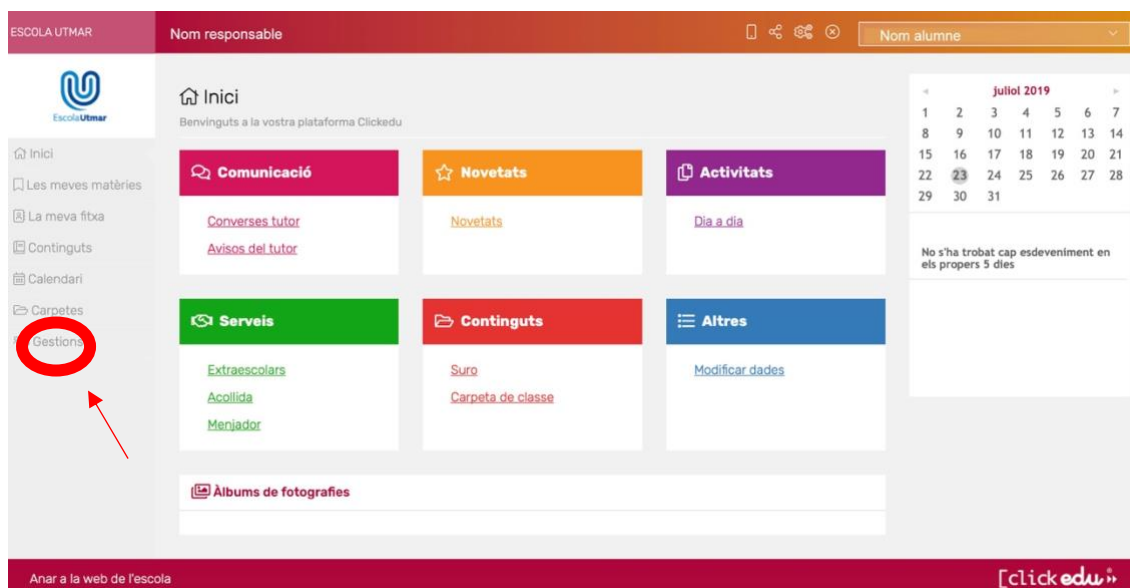 ESCOLA UTMAR
Nom responsable
Nom alumne
EscolaUtmar
Inici
Les meves matèries
La meva fitxa
Continguts
Calendari
Carpetes
Gestions
Inici
Benvinguts a la vostra plataforma Clickedu
Comunicació
Converses tutor
Avisos del tutor
Novetats
Novetats
Activitats
Dia a dia
Serveis
Extraescolars
Acollida
Menjador
Continguts
Suro
Carpeta de classe
Altres
Modificar dades
Àlbums de fotografies
juliol 2019
1 2 3 4 5 6 7
8 9 10 11 12 13 14
15 16 17 18 19 20 21
22 23 24 25 26 27 28
29 30 31
No s'ha trobat cap esdeveniment en
els propers 5 dies
Anar a la web de l'escola
[clickedu